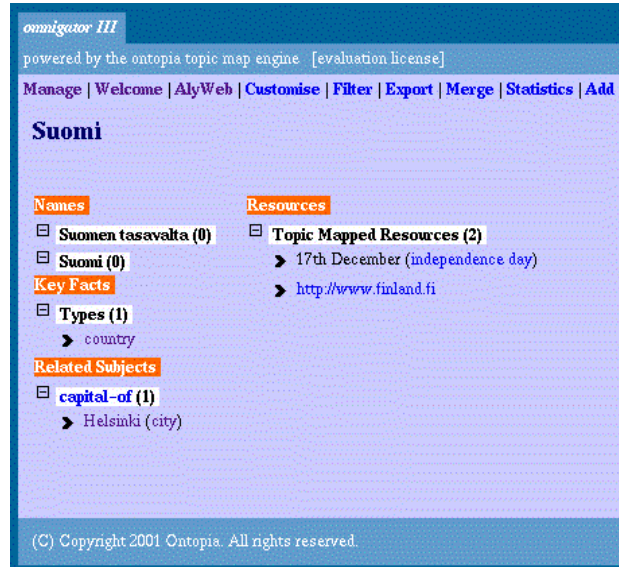 omnigator III
powered by the ontopia topic map engine [evaluation license]
Manage | Welcome | AlyWeb | Customise | Filter | Export | Merge | Statistics | Add
Suomi
Names
Suomen tasavalta (0)
Suomi (0)
Key Facts
Types (1)
country
Related Subjects
capital-of (1)
Helsinki (city)
Resources
Topic Mapped Resources (2)
17th December (independence day)
http://www.finland.fi
(C) Copyright 2001 Ontopia. All rights reserved.